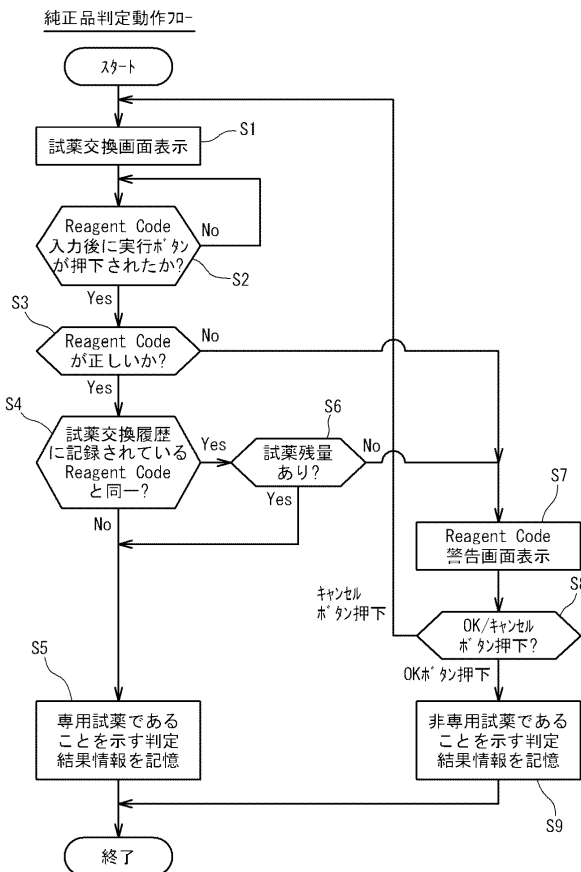 純正品判定動作フロー
スタート
試薬交換画面表示
S1
Reagent Code
入力後に実行ボタン
が押下されたか?
No
S2
Yes
S3
Reagent Code
が正しいか?
No
Yes
S4
試薬交換履歴
に記録されている
Reagent Code
と同一?
Yes
No
S6
試薬残量
あり?
No
Yes
S7
Reagent Code
警告画面表示
キャンセル
ボタン押下
S8
OK/キャンセル
ボタン押下?
OKボタン押下
S5
専用試薬である
ことを示す判定
結果情報を記憶
非専用試薬である
ことを示す判定
結果情報を記憶
S9
終了